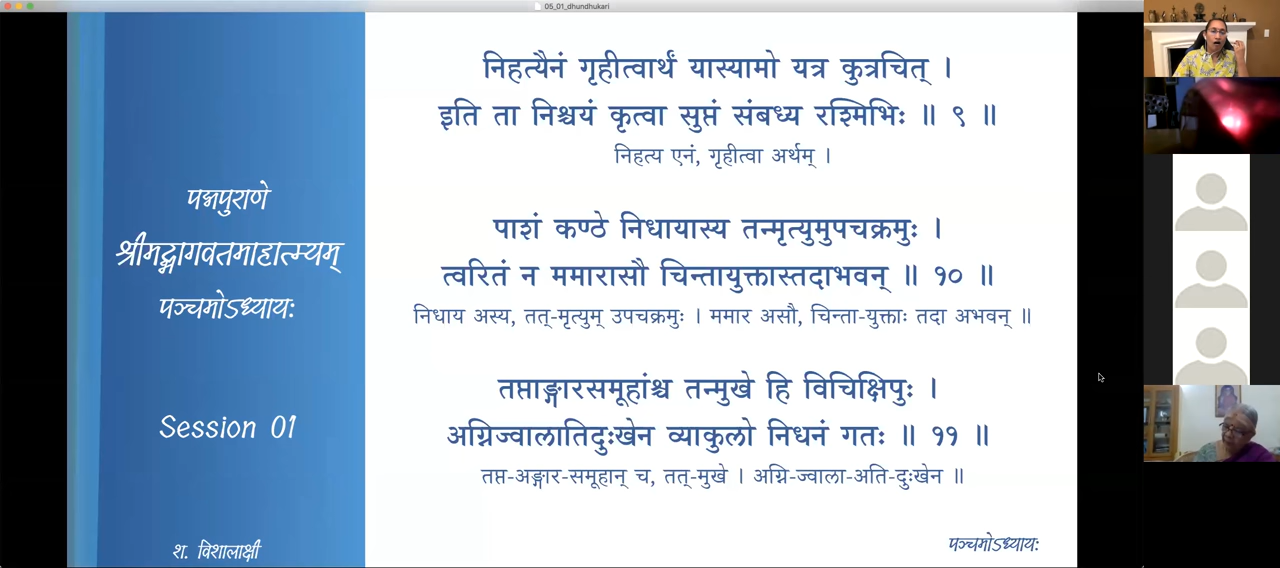 05_01_dhundhukari
पद्मपुराणे
श्रीमद्भागवतमाहात्म्यम्
पञ्चमोऽध्यायः
Session 01
श. विशालाक्षी
निहत्यैनं गृहीत्वार्थं यास्यामो यत्र कुत्रचित् ।
इति ता निश्चयं कृत्वा सुप्तं संबध्य रश्मिभिः ॥ ९ ॥
निहत्य एनं, गृहीत्वा अर्थम् ।
पाशं कण्ठे निधायास्य तन्मृत्युमुपचक्रमुः ।
त्वरितं न ममारासौ चिन्तायुक्तास्तदाभवन् ॥ १० ॥
निधाय अस्य, तत्-मृत्युम् उपचक्रमुः । ममार असौ, चिन्ता-युक्ताः तदा अभवन् ॥
तप्ताङ्गारसमूहांश्च तन्मुखे हि विचिक्षिपुः ।
अग्निज्वालातिदुःखेन व्याकुलो निधनं गतः ॥ ११ ॥
तप्त-अङ्गार-समूहान् च, तत्-मुखे । अग्नि-ज्वाला-अति-दुःखेन ॥
पञ्चमोऽध्यायः